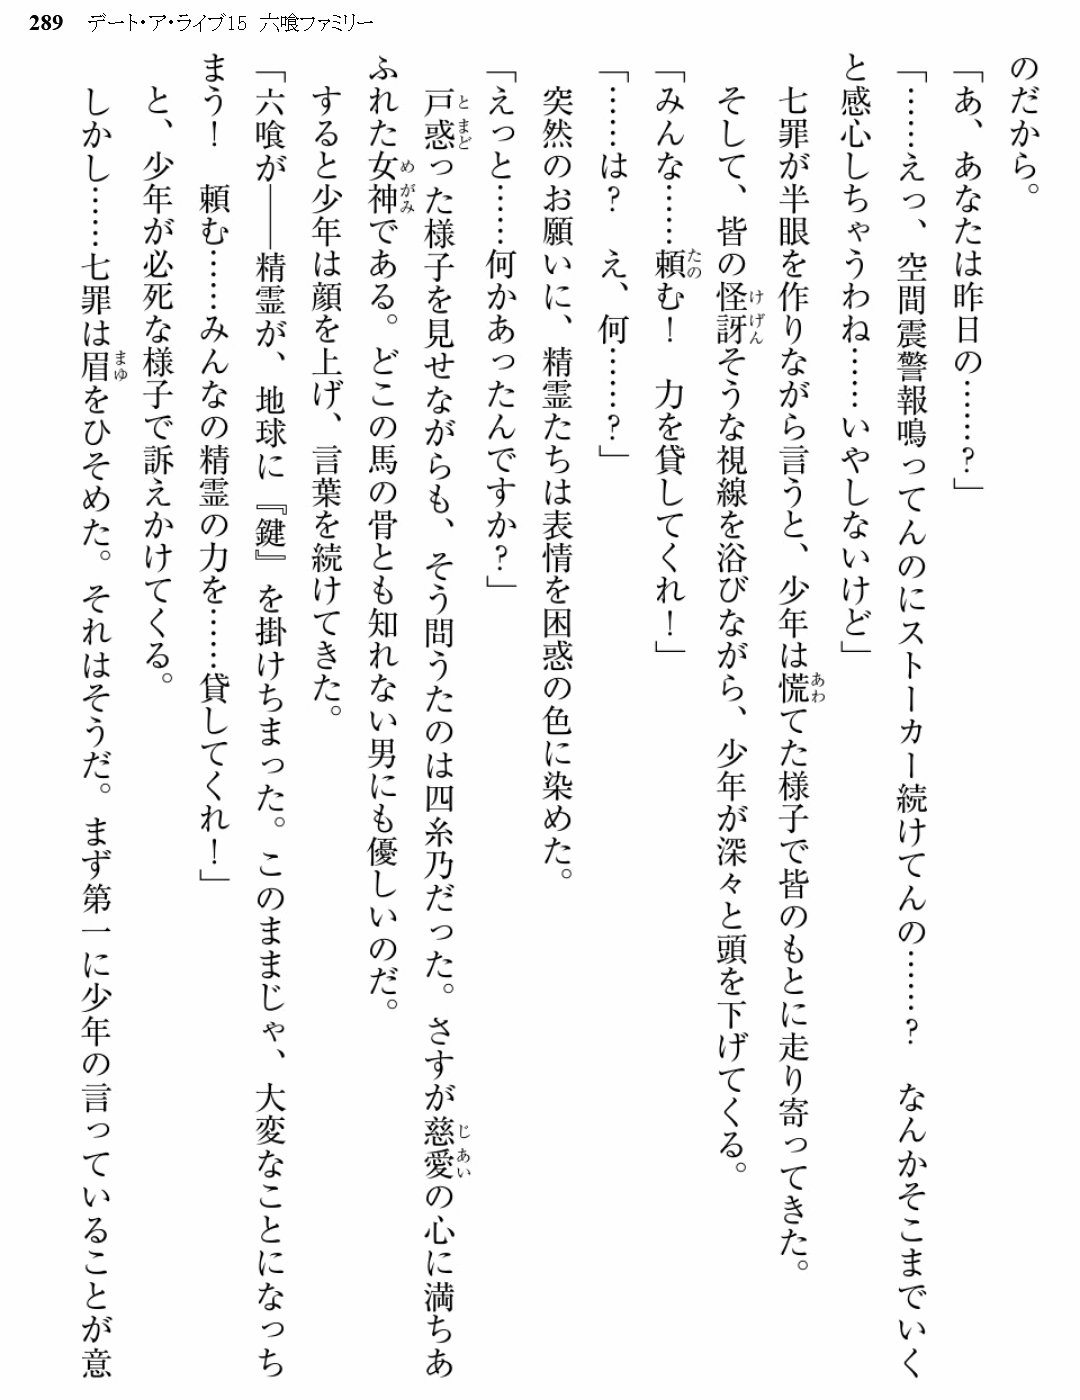 289 デート・ア・ライブ15 六喰ファミリー
のだから。
「あ、あなたは昨日の……?」
「……えっ、空間震警報鳴ってんのにストーカー続けてんの……? なんかそこまでいく
と感心しちゃうわね……いやしないけど」
七罪が半眼を作りながら言うと、少年は慌てた様子で皆のもとに走り寄ってきた。
そして、皆の怪訝そうな視線を浴びながら、少年が深々と頭を下げてくる。
「みんな……頼む! 力を貸してくれ!」
「……は? え、何……?」
突然のお願いに、精霊たちは表情を困惑の色に染めた。
「えっと……何かあったんですか?」
戸惑った様子を見せながらも、そう問うたのは四糸乃だった。さすが慈愛の心に満ちあ
ふれた女神である。どこの馬の骨とも知れない男にも優しいのだ。
すると少年は顔を上げ、言葉を続けてきた。
「六喰が――精霊が、地球に『鍵』を掛けちまった。このままじゃ、大変なことになっち
まう! 頼む……みんなの精霊の力を……貸してくれ!」
と、少年が必死な様子で訴えかけてくる。
しかし……七罪は眉をひそめた。それはそうだ。まず第一に少年の言っていることが意